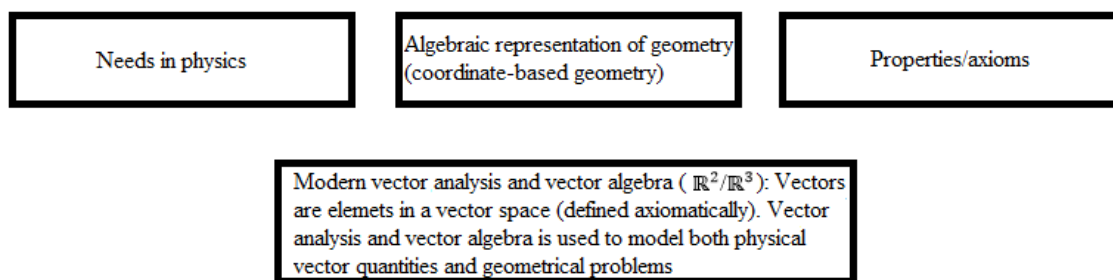 Needs in physics
Algebraic representation of geometry
(coordinate-based geometry)
Properties/axioms
Modern vector analysis and vector algebra ( ℝ²/ℝ³): Vectors
are elemets in a vector space (defined axiomatically). Vector
analysis and vector algebra is used to model both physical
vector quantities and geometrical problems